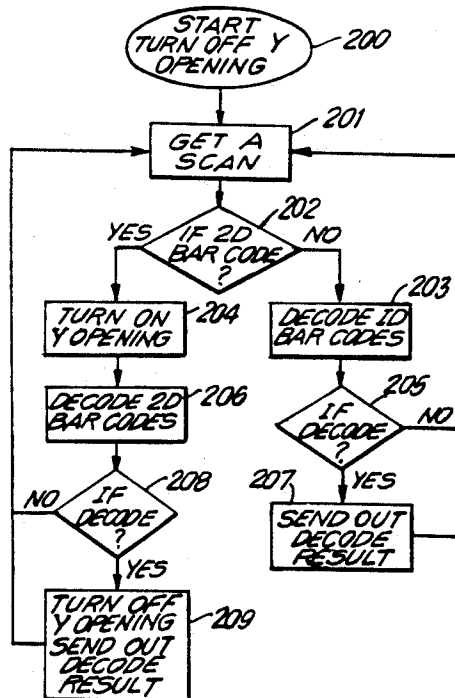 START
TURN OFF Y
OPENING
200
201
GET A
SCAN
202
YES
IF 2D
BAR CODE
?
NO
204
TURN ON
Y OPENING
203
DECODE 1D
BAR CODES
206
DECODE 2D
BAR CODES
205
IF
DECODE
?
NO
YES
208
NO
IF
DECODE
?
YES
207
SEND OUT
DECODE
RESULT
TURN OFF
Y OPENING
SEND OUT
DECODE
RESULT
209